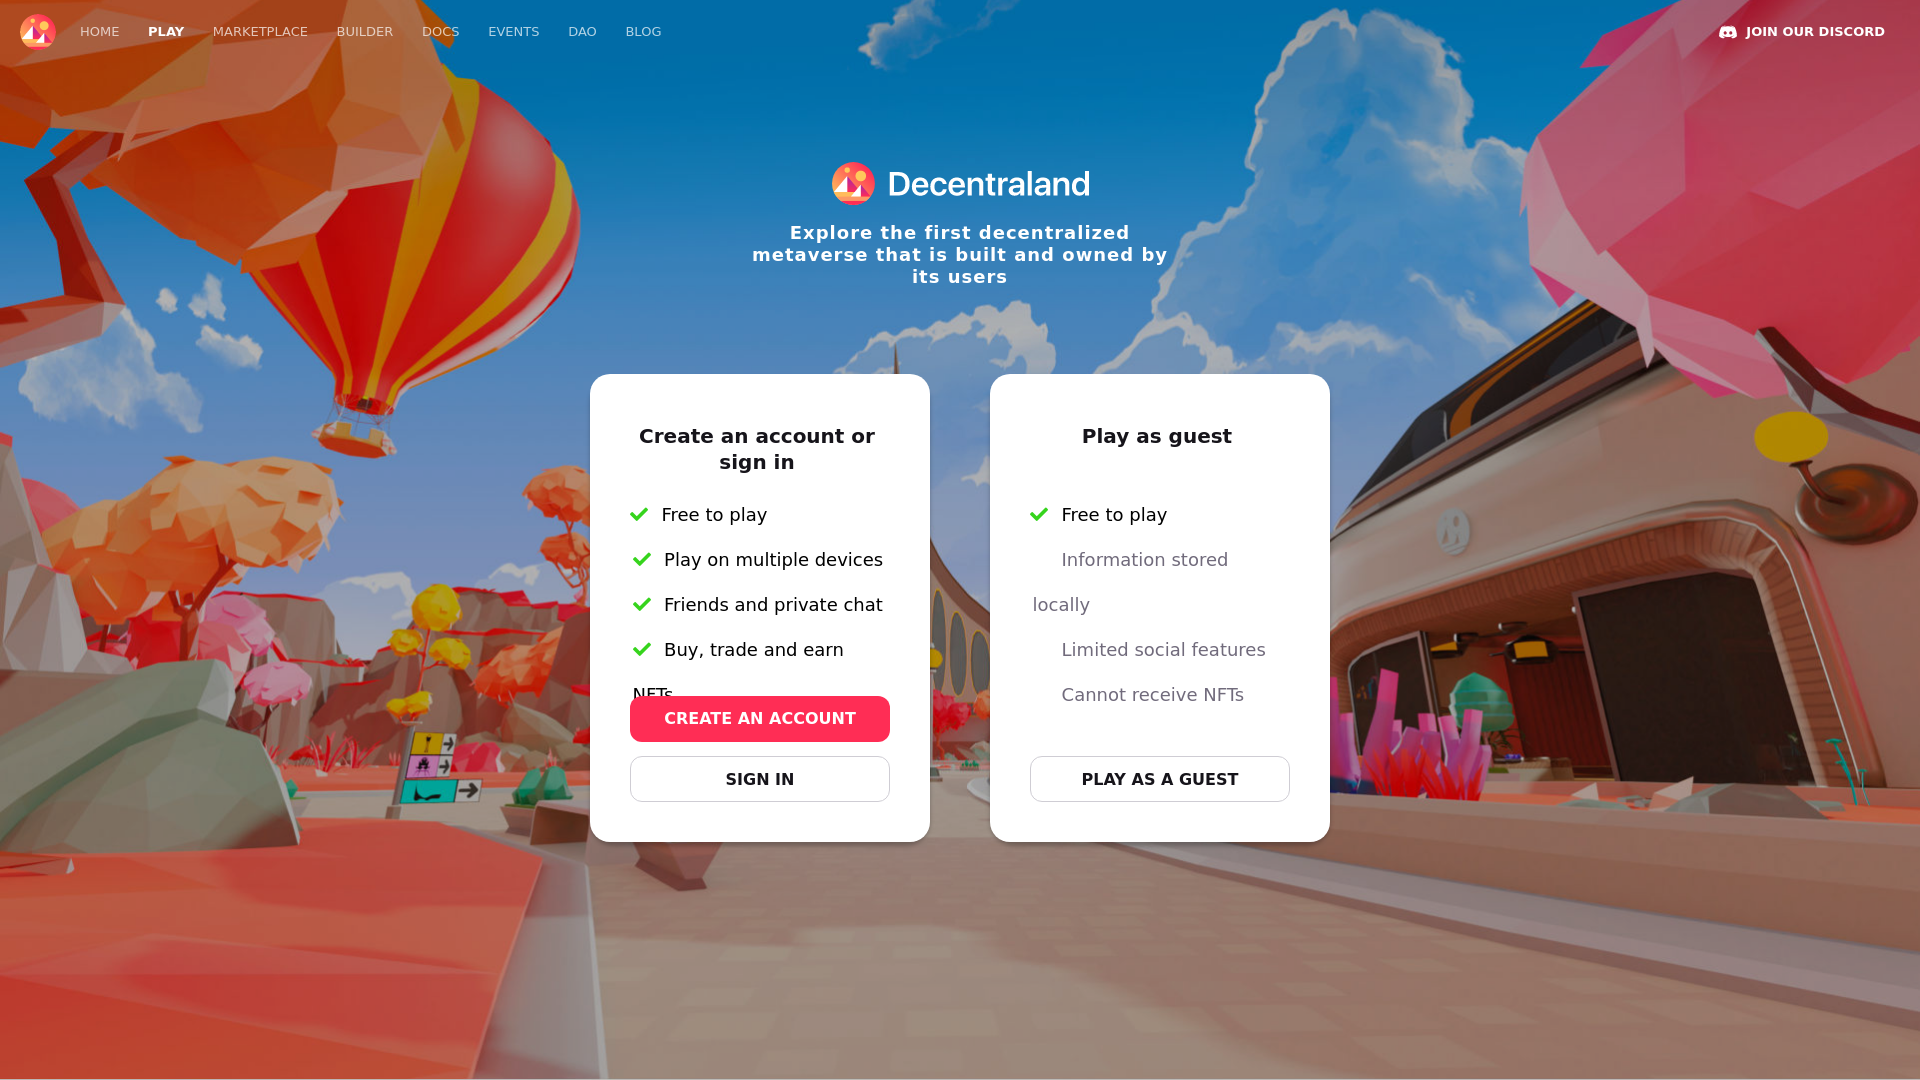 HOME PLAY MARKETPLACE BUILDER DOCS EVENTS DAO BLOG
JOIN OUR DISCORD
Decentraland
Explore the first decentralized
metaverse that is built and owned by
its users
Create an account or
sign in
Free to play
Play on multiple devices
Friends and private chat
Buy, trade and earn
NFTs
CREATE AN ACCOUNT
SIGN IN
Play as guest
Free to play
Information stored
locally
Limited social features
Cannot receive NFTs
PLAY AS A GUEST